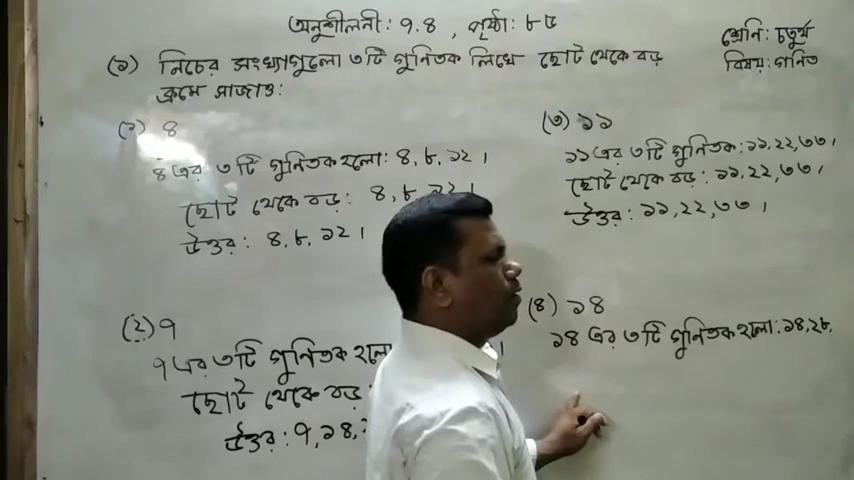 অনুশীলনী: ৭.৪, পৃষ্ঠা: ৮৫
শ্রেনি: চতুর্থ
বিষয়: গনিত
(১) নিচের সংখ্যাগুলো ৩টি গুনিতক লিখে ছোট থেকে বড়
ক্রমে সাজাও:
(১) ৪
৪ এর ৩টি গুনিতক হলো: ৪, ৮, ১২।
ছোট থেকে বড়: ৪, ৮, ১২।
উত্তর: ৪, ৮, ১২।
(২) ৭
৭ এর ৩টি গুনিতক হলো
ছোট থেকে বড়:
উত্তর: ৭, ১৪,
(৩) ১১
১১ এর ৩টি গুনিতক: ১১, ২২, ৩৩,
ছোট থেকে বড়: ১১, ২২, ৩৩,
উত্তর: ১১, ২২, ৩৩।
(৪) ১৪
১৪ এর ৩টি গুনিতক হলো: ১৪, ২৮,